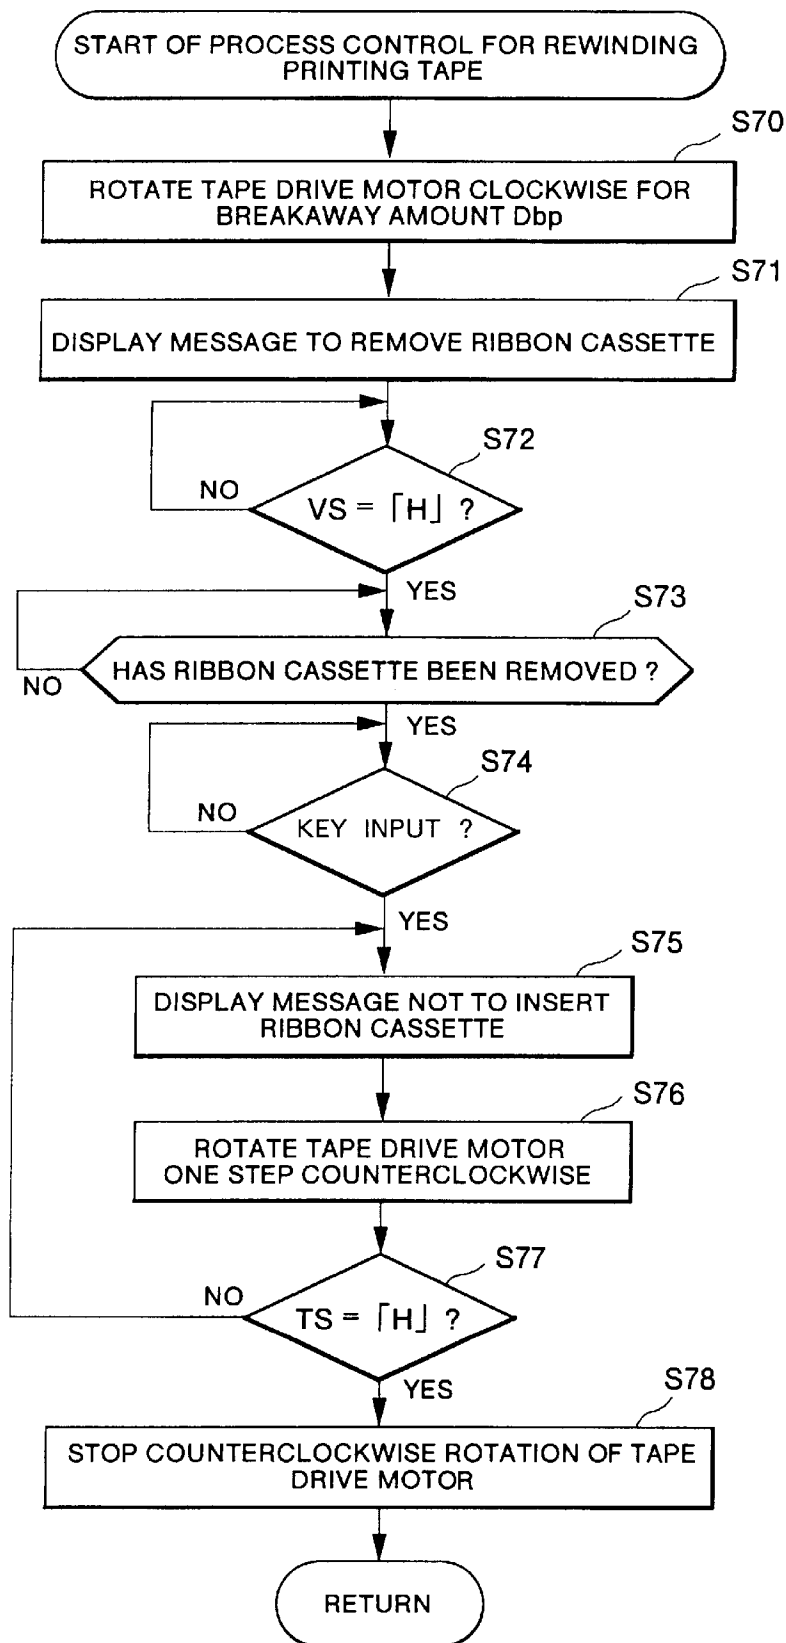 START OF PROCESS CONTROL FOR REWINDING
PRINTING TAPE
S70
ROTATE TAPE DRIVE MOTOR CLOCKWISE FOR
BREAKAWAY AMOUNT Dbp
S71
DISPLAY MESSAGE TO REMOVE RIBBON CASSETTE
S72
NO
VS = ⌈H⌋ ?
YES
S73
HAS RIBBON CASSETTE BEEN REMOVED ?
NO
YES
S74
NO
KEY INPUT ?
YES
S75
DISPLAY MESSAGE NOT TO INSERT
RIBBON CASSETTE
S76
ROTATE TAPE DRIVE MOTOR
ONE STEP COUNTERCLOCKWISE
S77
NO
TS = ⌈H⌋ ?
YES
S78
STOP COUNTERCLOCKWISE ROTATION OF TAPE
DRIVE MOTOR
RETURN